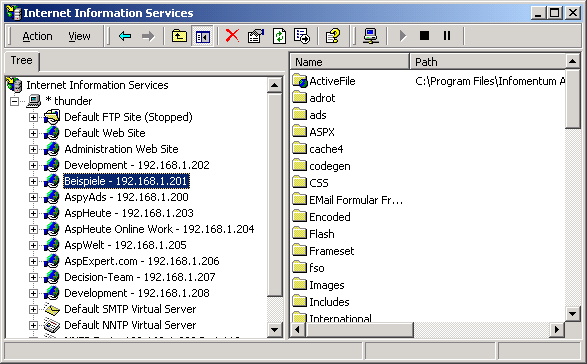 Internet Information Services
Action View
Tree
Internet Information Services
* thunder
Default FTP Site (Stopped)
Default Web Site
Administration Web Site
Development - 192.168.1.202
Beispiele - 192.168.1.201
AspyAds - 192.168.1.200
AspHeute - 192.168.1.203
AspHeute Online Work - 192.168.1.204
AspWelt - 192.168.1.205
AspExpert.com - 192.168.1.206
Decision-Team - 192.168.1.207
Development - 192.168.1.208
Default SMTP Virtual Server
Default NNTP Virtual Server
Name Path
ActiveFile C:\Program Files\Infomentum A
adrot
ads
ASPX
cache4
codegen
CSS
EMail Formular Fr...
Encoded
Flash
Frameset
fso
Images
Includes
International